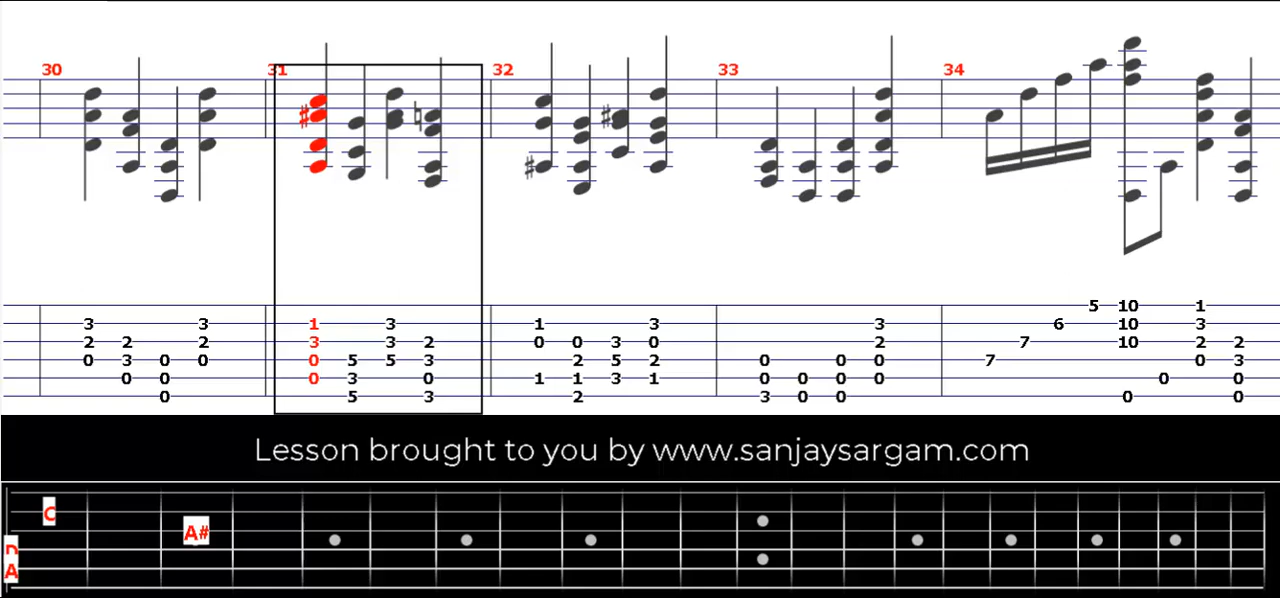 30 31 32 33 34
5 10 1
3 3 1 3 1 3 3 6 10 3
2 2 2 3 3 2 0 0 3 0 2 7 10 2 2
0 3 0 0 0 5 5 3 2 5 2 0 0 0 7 0 3
0 0 0 3 0 1 1 3 1 0 0 0 0 0 0
0 5 3 2 3 0 0 0 0
Lesson brought to you by www.sanjaysargam.com
C
A#
D
A